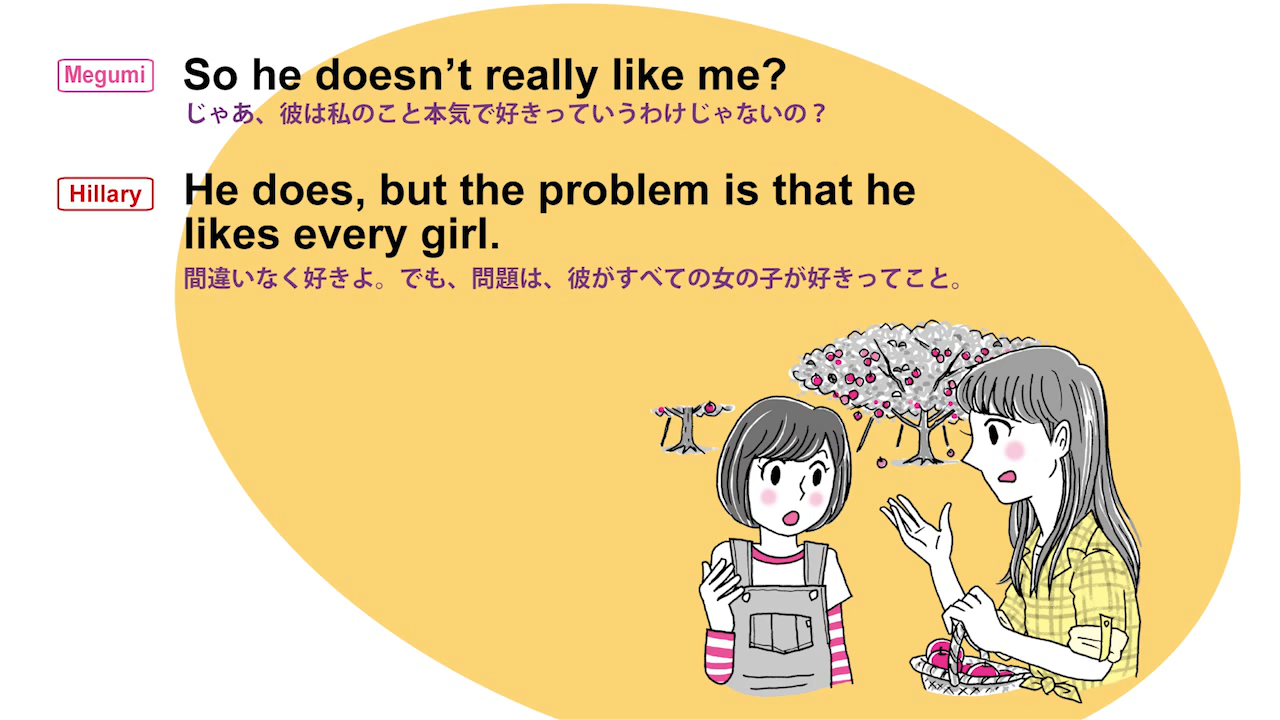 Megumi
So he doesn't really like me?
じゃあ、彼は私のこと本気で好きっていうわけじゃないの？
Hillary
He does, but the problem is that he
likes every girl.
間違いなく好きよ。でも、問題は、彼がすべての女の子が好きってこと。